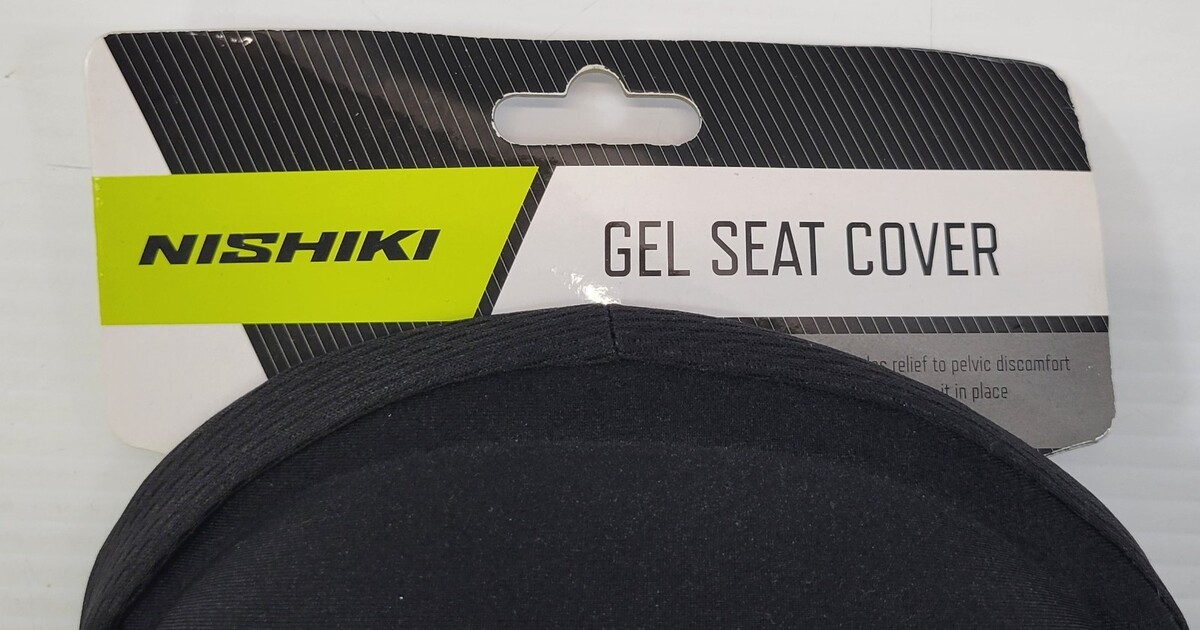 NISHIKI
GEL SEAT COVER
relief to pelvic discomfort
it in place